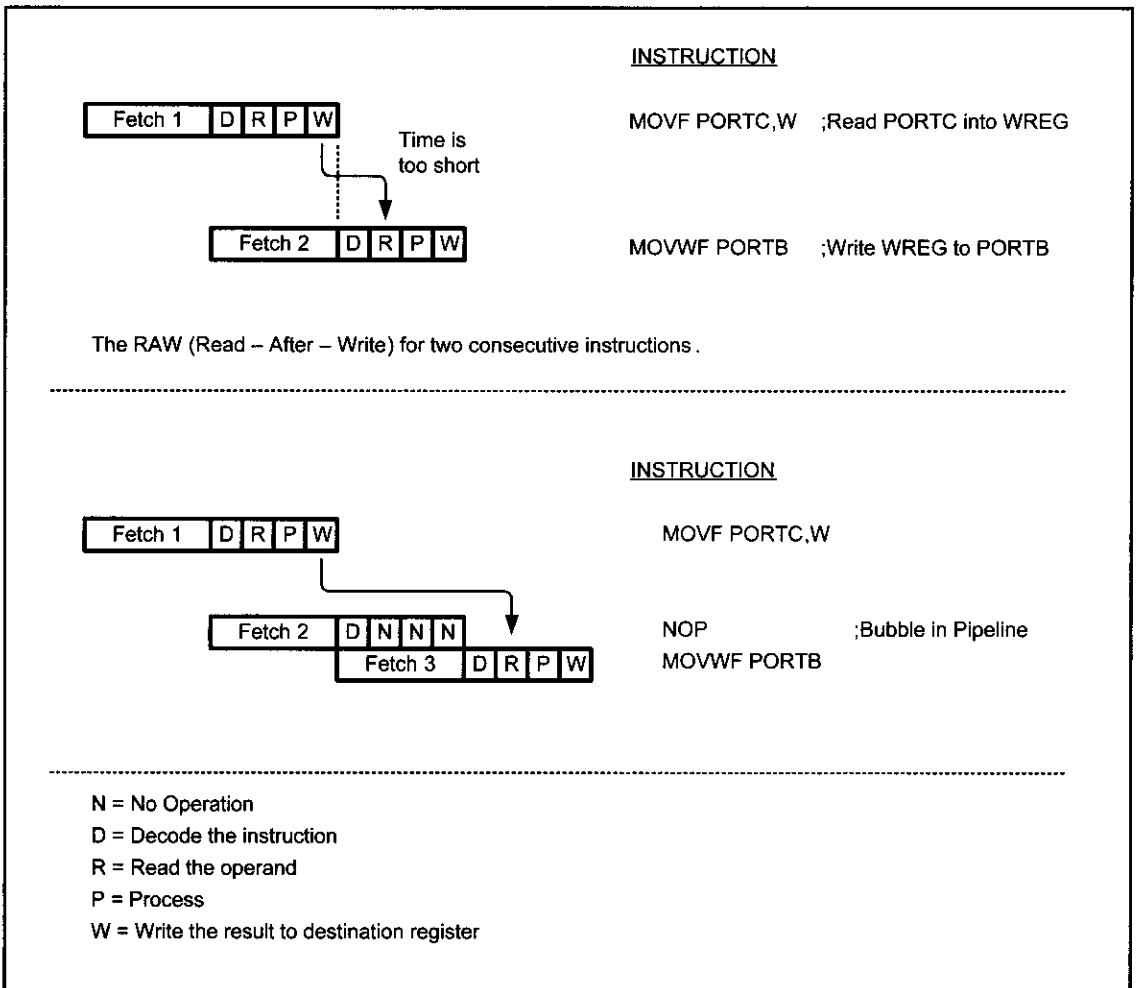 INSTRUCTION
Fetch 1 D R P W
MOVF PORTC,W ;Read PORTC into WREG
Time is
too short
Fetch 2 D R P W
MOVWF PORTB ;Write WREG to PORTB
The RAW (Read – After – Write) for two consecutive instructions.
INSTRUCTION
Fetch 1 D R P W
MOVF PORTC,W
Fetch 2 D N N N
NOP ;Bubble in Pipeline
Fetch 3 D R P W
MOVWF PORTB
N = No Operation
D = Decode the instruction
R = Read the operand
P = Process
W = Write the result to destination register